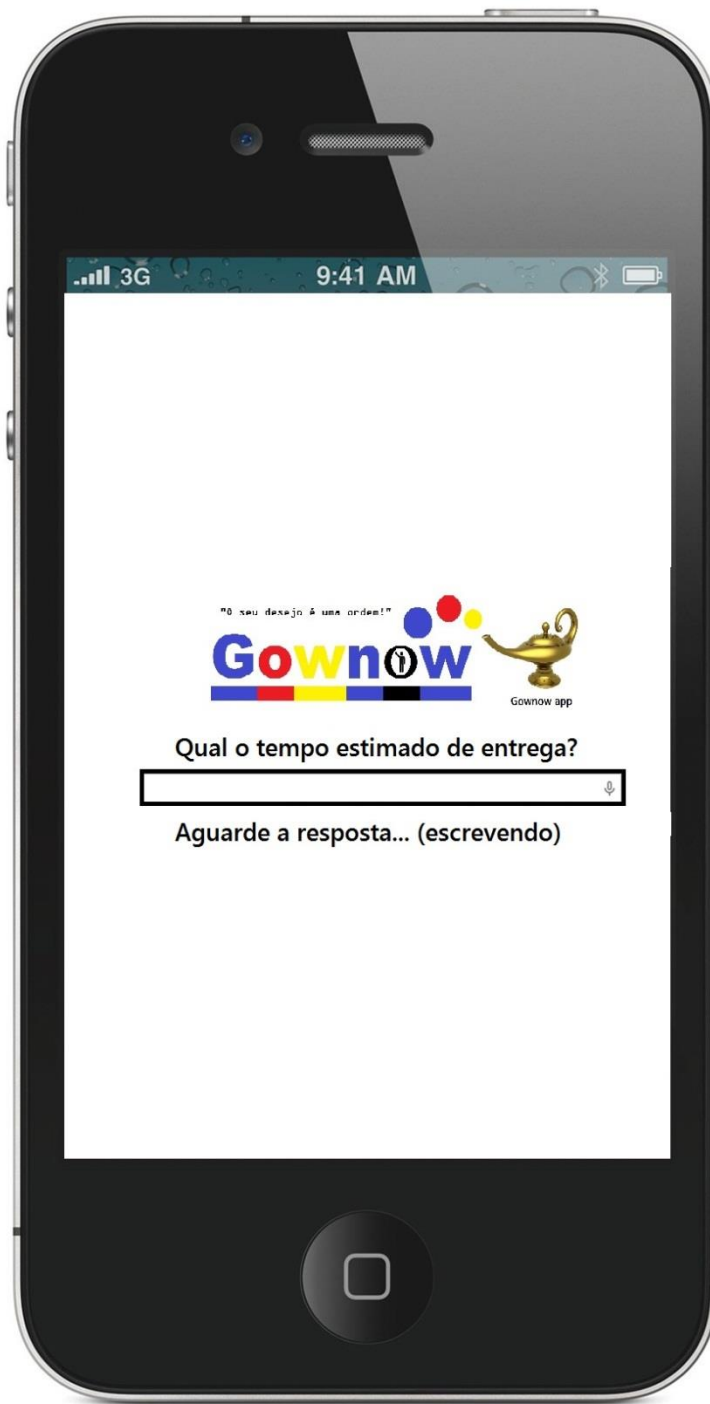 3G 9:41 AM
"O seu desejo é uma ordem!"
Gownow
Gownow app
Qual o tempo estimado de entrega?
Aguarde a resposta... (escrevendo)